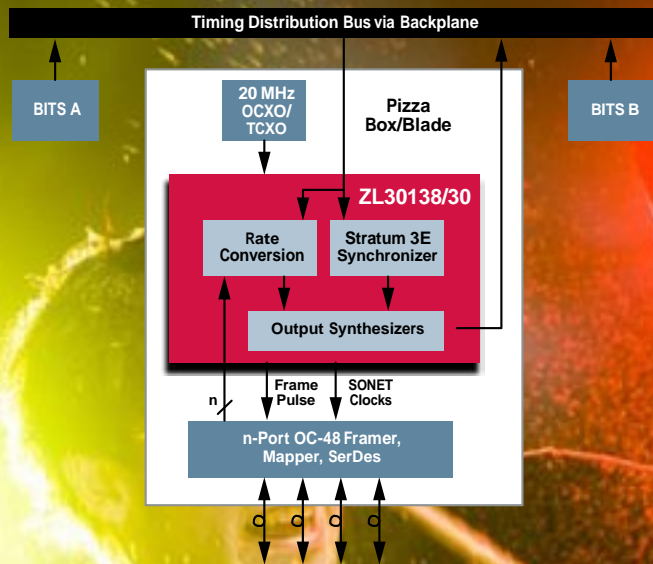 Timing Distribution Bus via Backplane
BITS A
20 MHz
OCXO/
TCXO
Pizza
Box/Blade
BITS B
ZL30138/30
Rate
Conversion
Stratum 3E
Synchronizer
Output Synthesizers
n
Frame
Pulse
SONET
Clocks
n-Port OC-48 Framer,
Mapper, SerDes